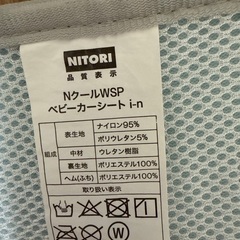 NITORI
品質表示
NクールWSP
ベビーカーシート i-n
組成
表生地 ナイロン95%
ポリウレタン5%
中材 ウレタン樹脂
裏生地 ポリエステル100%
ヘム(ふち) ポリエステル100%
取り扱い表示